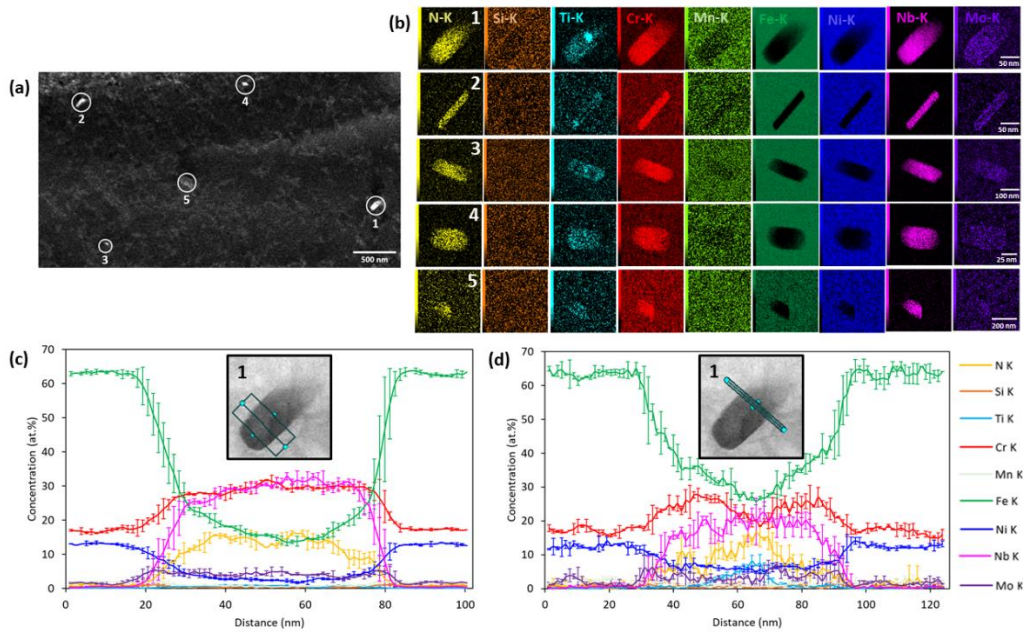 (a)
4
2
5
1
3
500 nm
(b)
N-K Si-K Ti-K Cr-K Mn-K Fe-K Ni-K Nb-K Mo-K
1
50 nm
2
50 nm
3
100 nm
4
25 nm
5
200 nm
(c)
1
70
60
50
40
30
20
10
0
Concentration (at.%)
0 20 40 60 80 100
Distance (nm)
(d)
1
70
60
50
40
30
20
10
0
Concentration (at.%)
0 20 40 60 80 100 120
Distance (nm)
N K
Si K
Ti K
Cr K
Mn K
Fe K
Ni K
Nb K
Mo K